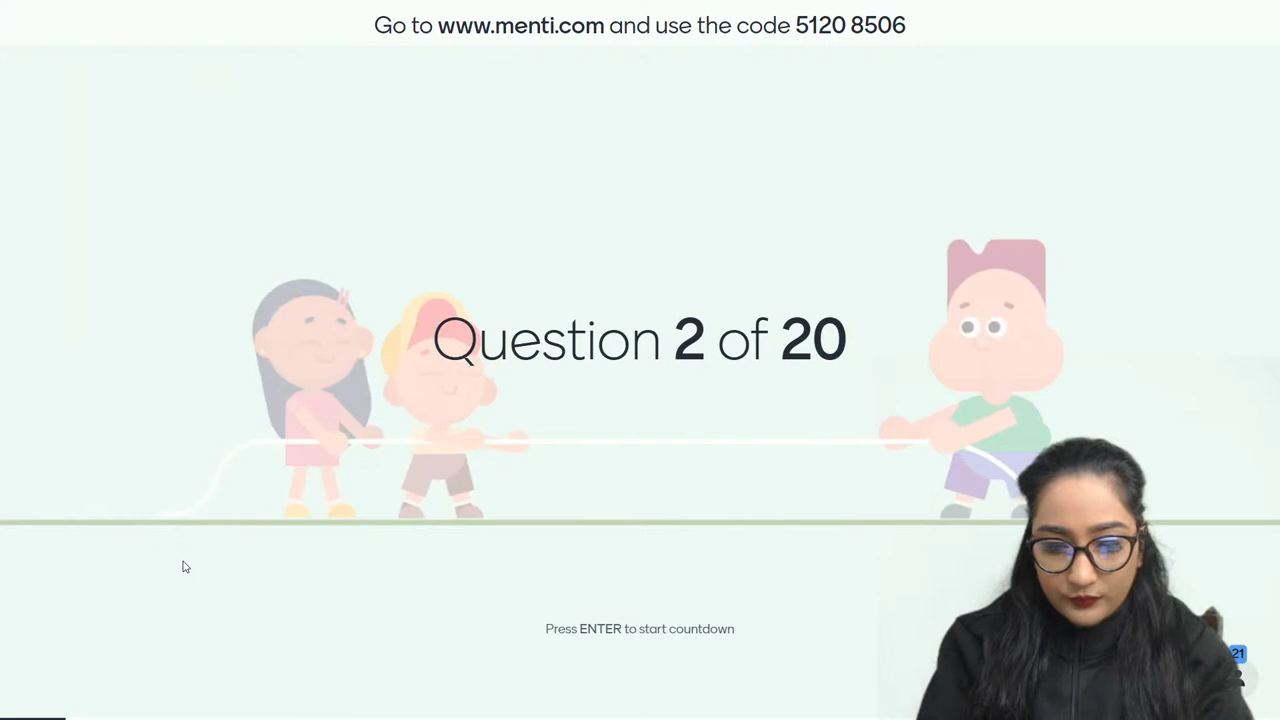 Go to www.menti.com and use the code 5120 8506
Question 2 of 20
Press ENTER to start countdown
21